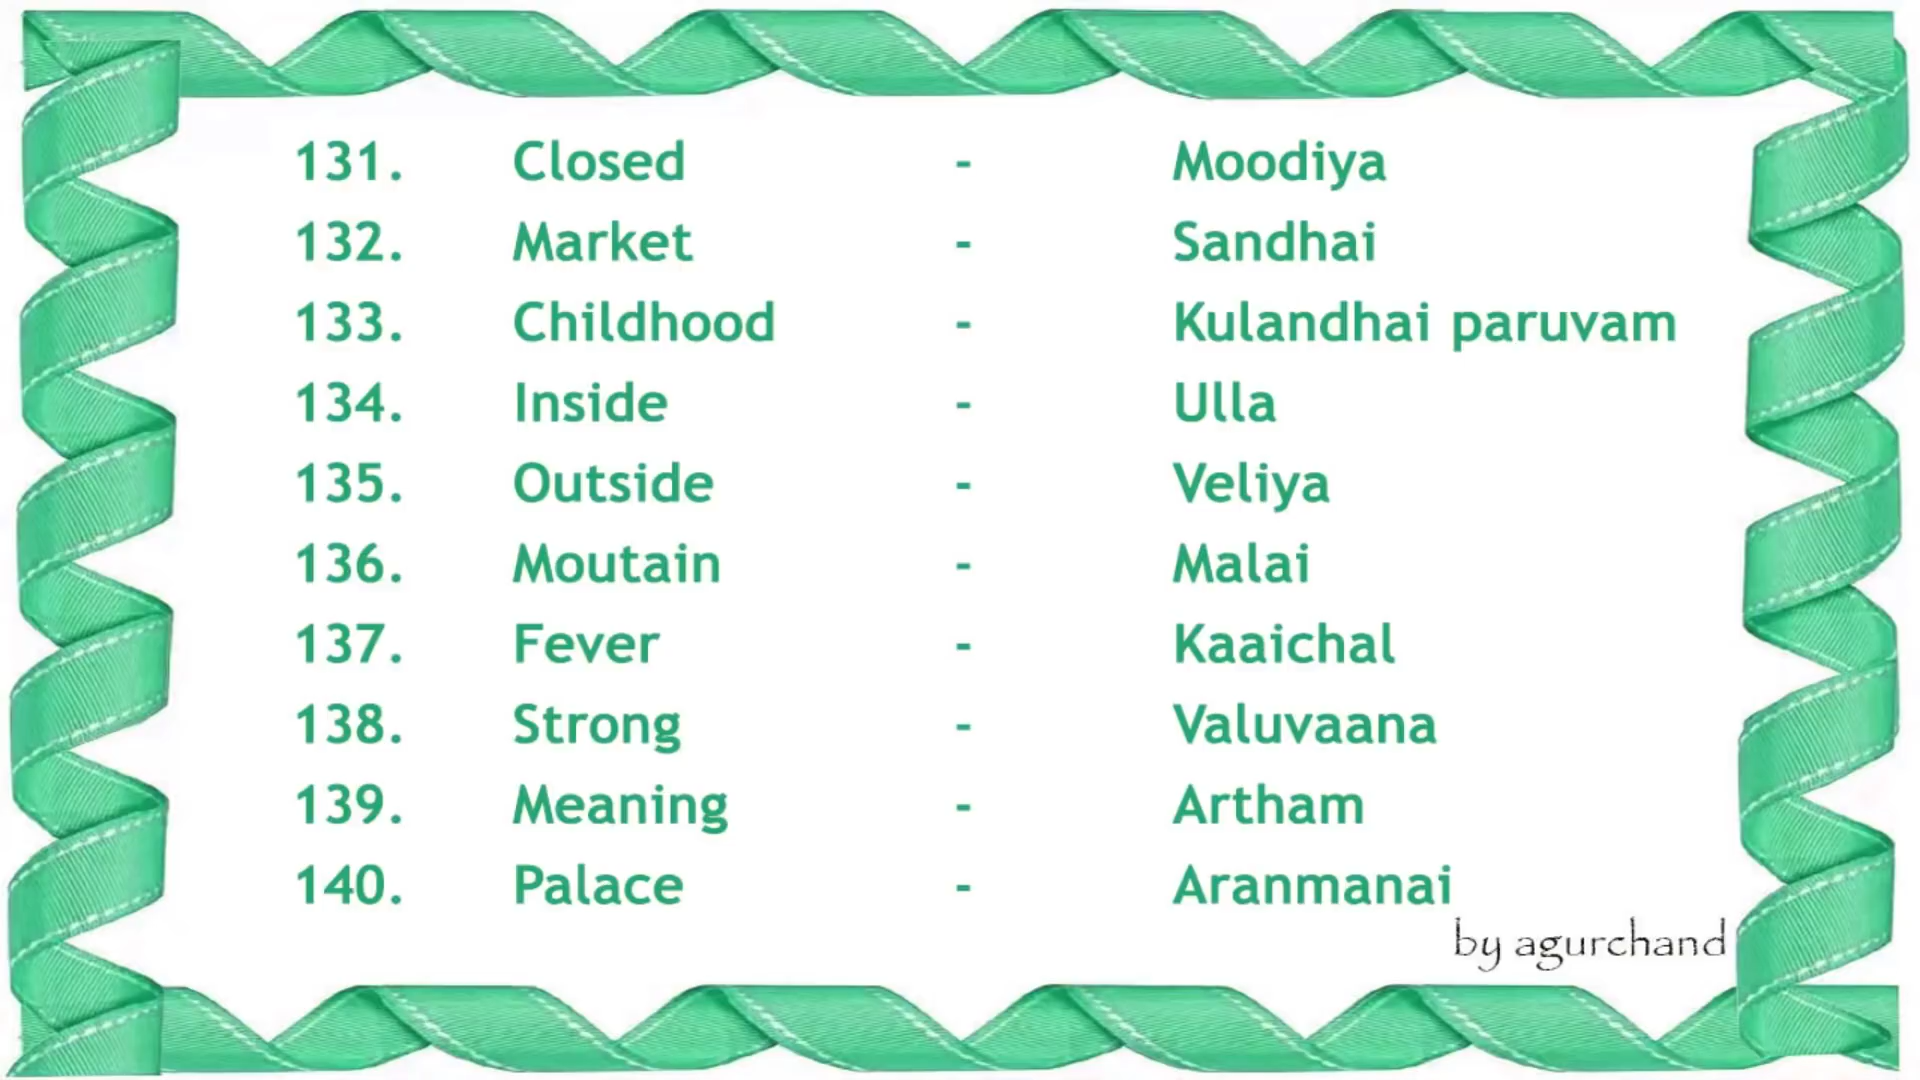 131. Closed - Moodiya
132. Market - Sandhai
133. Childhood - Kulandhai paruvam
134. Inside - Ulla
135. Outside - Veliya
136. Moutain - Malai
137. Fever - Kaaichal
138. Strong - Valuvaana
139. Meaning - Artham
140. Palace - Aranmanai
by agurchand